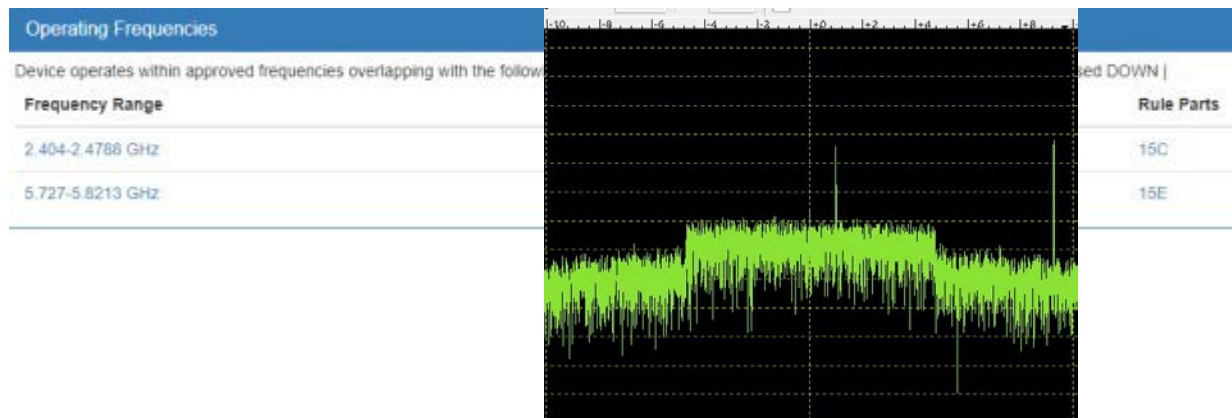 Operating Frequencies
-10 -8 -6 -4 -2 +0 +2 +4 +6 +8
Device operates within approved frequencies overlapping with the follow
sed DOWN |
Frequency Range
Rule Parts
2.404-2.4788 GHz
15C
5.727-5.8213 GHz
15E